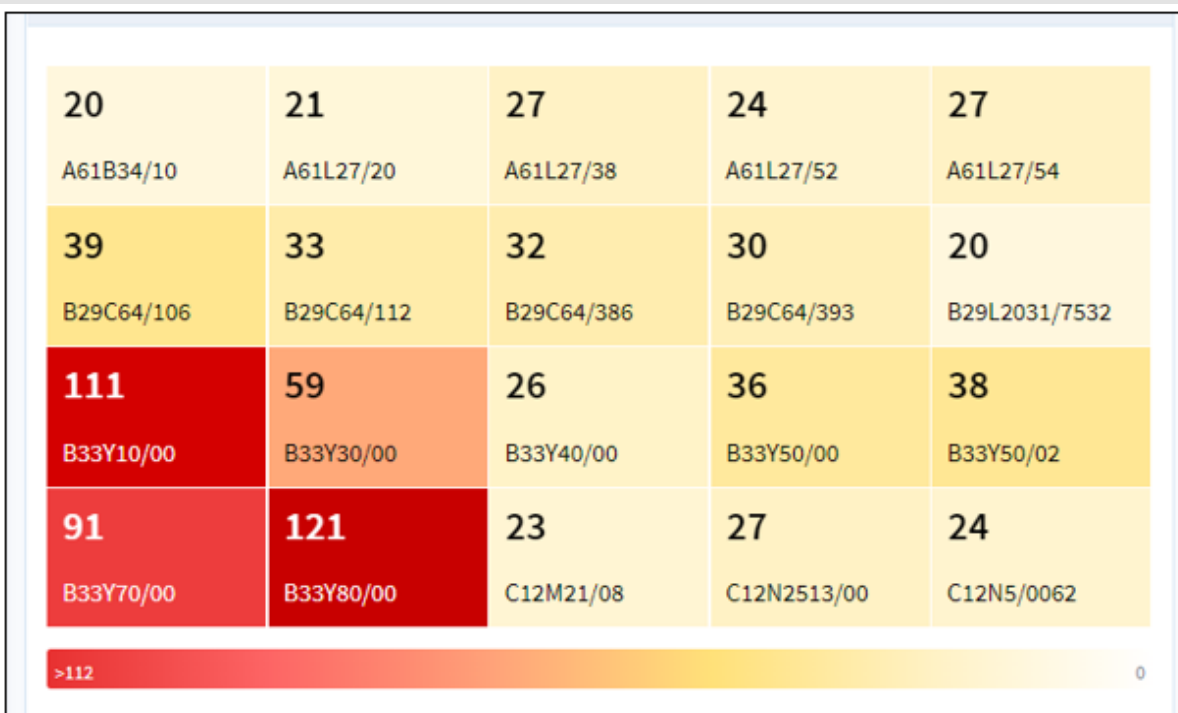 20 21 27 24 27
A61B34/10 A61L27/20 A61L27/38 A61L27/52 A61L27/54
39 33 32 30 20
B29C64/106 B29C64/112 B29C64/386 B29C64/393 B29L2031/7532
111 59 26 36 38
B33Y10/00 B33Y30/00 B33Y40/00 B33Y50/00 B33Y50/02
91 121 23 27 24
B33Y70/00 B33Y80/00 C12M21/08 C12N2513/00 C12N5/0062
>112 0